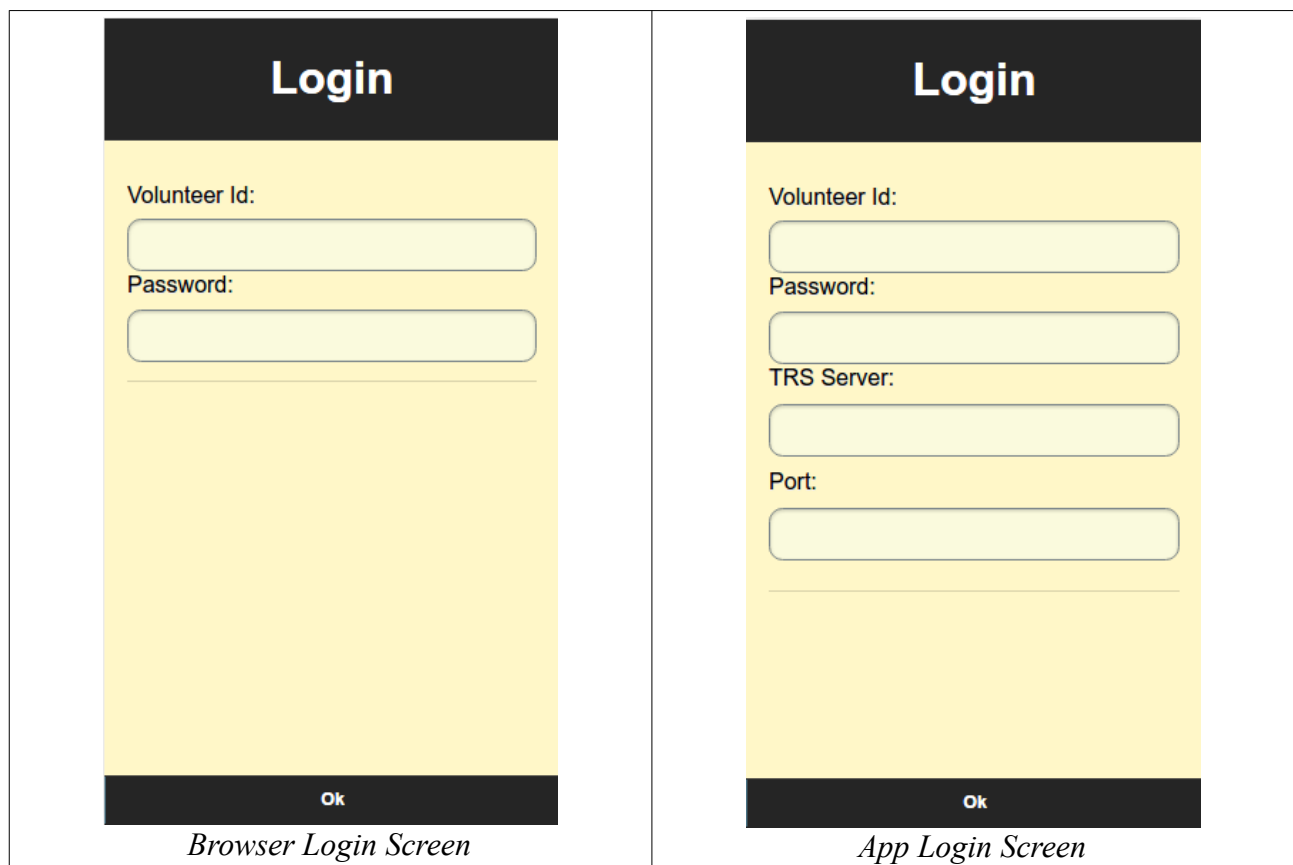 Login
Volunteer Id:
Password:
Ok
Browser Login Screen
Login
Volunteer Id:
Password:
TRS Server:
Port:
Ok
App Login Screen